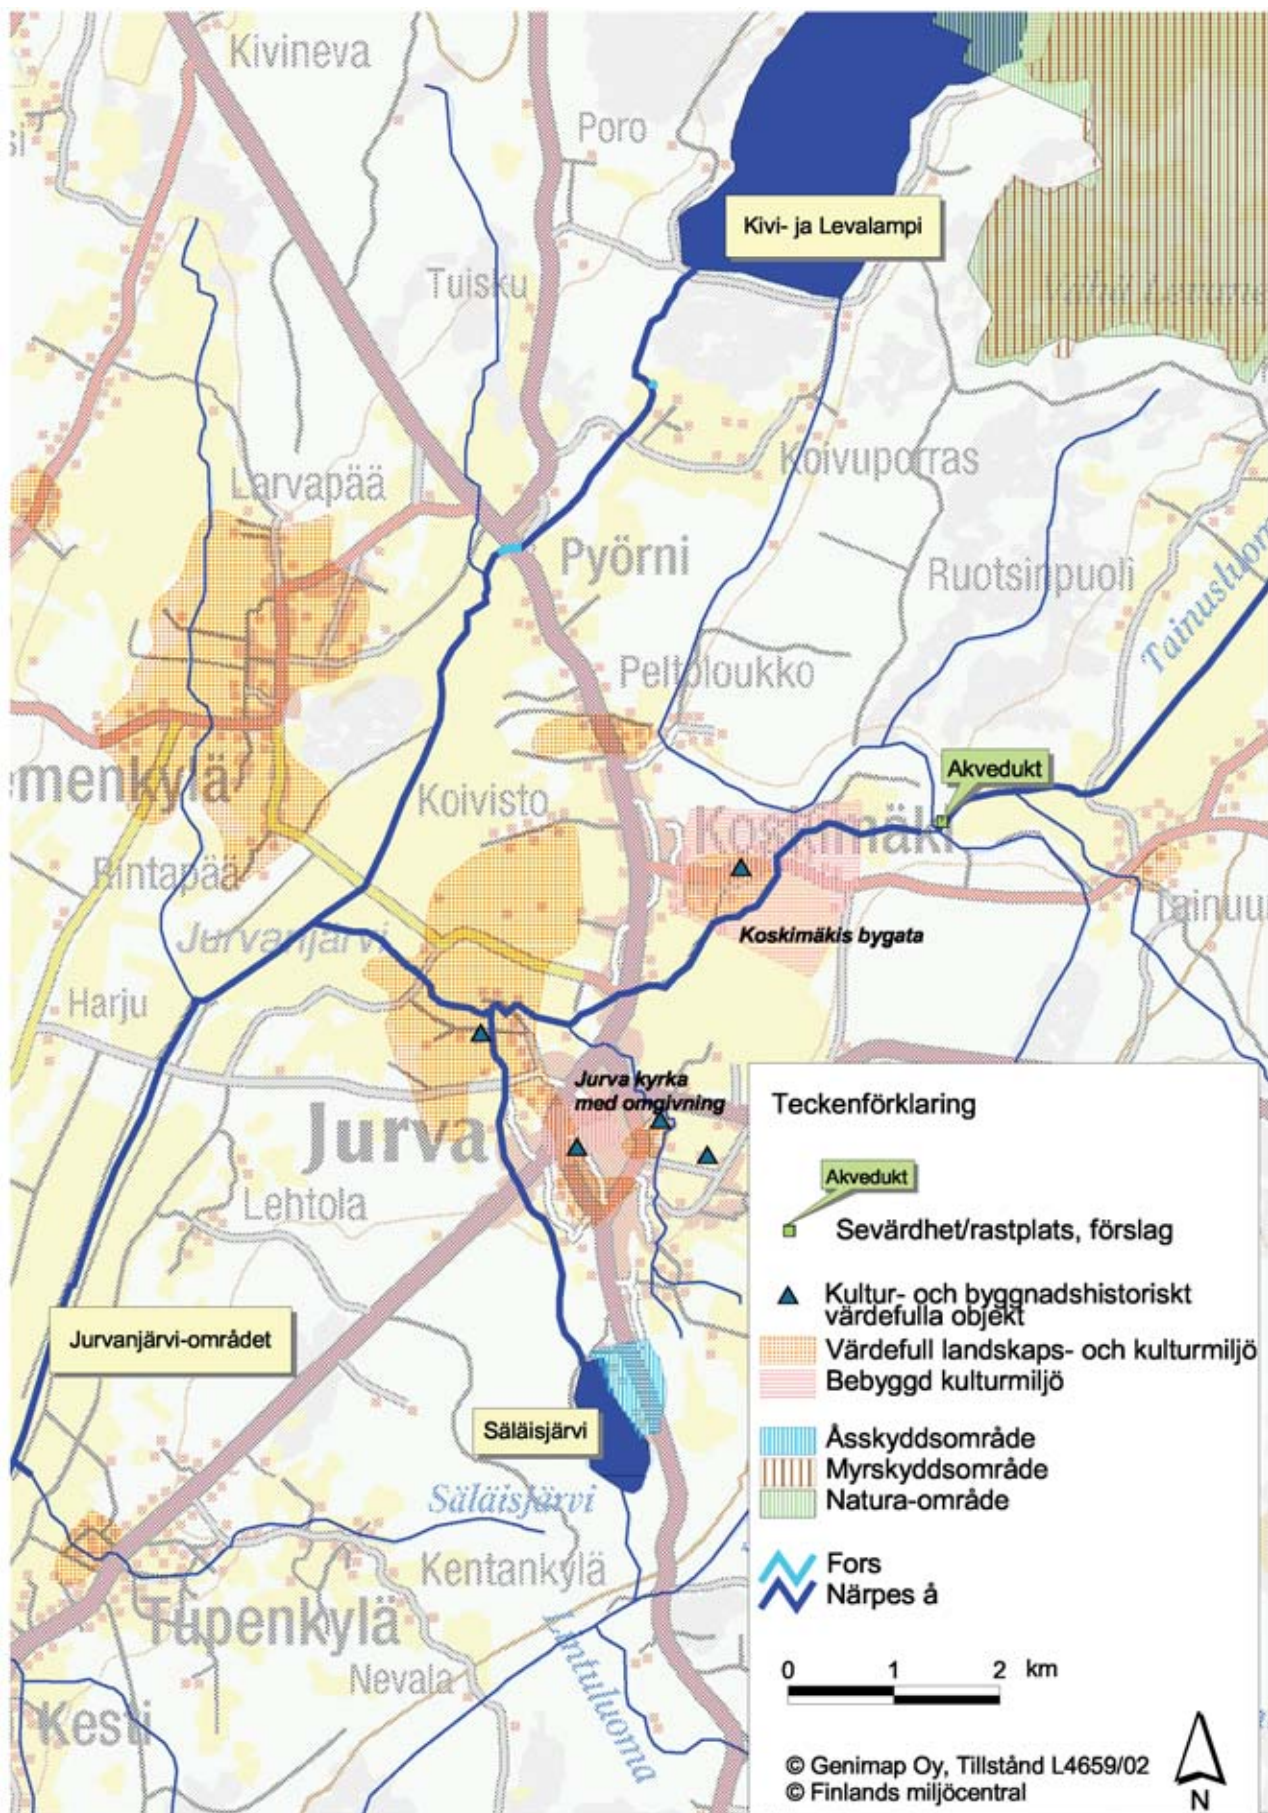 Kivineva
Poro
Kivi- ja Levalampi
Tuisku
Larvapää
Koivuporras
Pyörni
Ruotsinpuoli
Tainusluom
Peltoloukko
Akvedukt
emenkylä
Koivisto
Koskimäki
Rintapää
Jurvanjärvi
Koskimäkis bygata
Tainuu
Harju
Jurva kyrka
med omgivning
Jurva
Lehtola
Jurvanjärvi-området
Säläisjärvi
Säläisjärvi
Kentankylä
Tupenkylä
Nevala
Lintuluoma
Kesti
Teckenförklaring
Akvedukt
Sevärdhet/rastplats, förslag
Kultur- och byggnadshistoriskt
värdefulla objekt
Värdefull landskaps- och kulturmiljö
Bebyggd kulturmiljö
Åsskyddsområde
Myrskyddsområde
Natura-område
Fors
Närpes å
0 1 2 km
© Genimap Oy, Tillstånd L4659/02
© Finlands miljöcentral
N